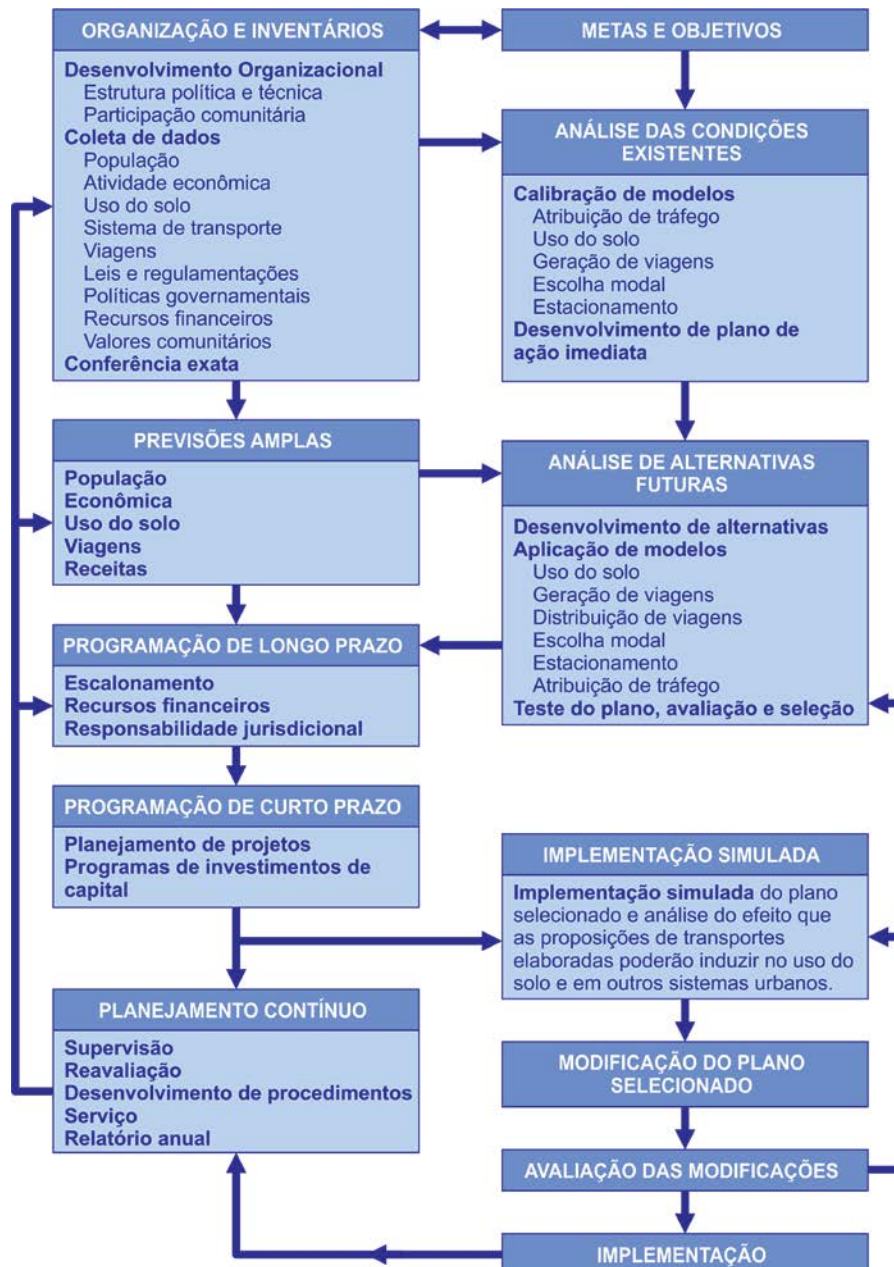 ORGANIZAÇÃO E INVENTÁRIOS
Desenvolvimento Organizacional
Estrutura política e técnica
Participação comunitária
Coleta de dados
População
Atividade econômica
Uso do solo
Sistema de transporte
Viagens
Leis e regulamentações
Políticas governamentais
Recursos financeiros
Valores comunitários
Conferência exata
METAS E OBJETIVOS
ANÁLISE DAS CONDIÇÕES
EXISTENTES
Calibração de modelos
Atribuição de tráfego
Uso do solo
Geração de viagens
Escolha modal
Estacionamento
Desenvolvimento de plano de
ação imediata
PREVISÕES AMPLAS
População
Econômica
Uso do solo
Viagens
Receitas
ANÁLISE DE ALTERNATIVAS
FUTURAS
Desenvolvimento de alternativas
Aplicação de modelos
Uso do solo
Geração de viagens
Distribuição de viagens
Escolha modal
Estacionamento
Atribuição de tráfego
Teste do plano, avaliação e seleção
PROGRAMAÇÃO DE LONGO PRAZO
Escalonamento
Recursos financeiros
Responsabilidade jurisdicional
PROGRAMAÇÃO DE CURTO PRAZO
Planejamento de projetos
Programas de investimentos de
capital
IMPLEMENTAÇÃO SIMULADA
Implementação simulada do plano
selecionado e análise do efeito que
as proposições de transportes
elaboradas poderão induzir no uso do
solo e em outros sistemas urbanos.
PLANEJAMENTO CONTÍNUO
Supervisão
Reavaliação
Desenvolvimento de procedimentos
Serviço
Relatório anual
MODIFICAÇÃO DO PLANO
SELECIONADO
AVALIAÇÃO DAS MODIFICAÇÕES
IMPLEMENTAÇÃO